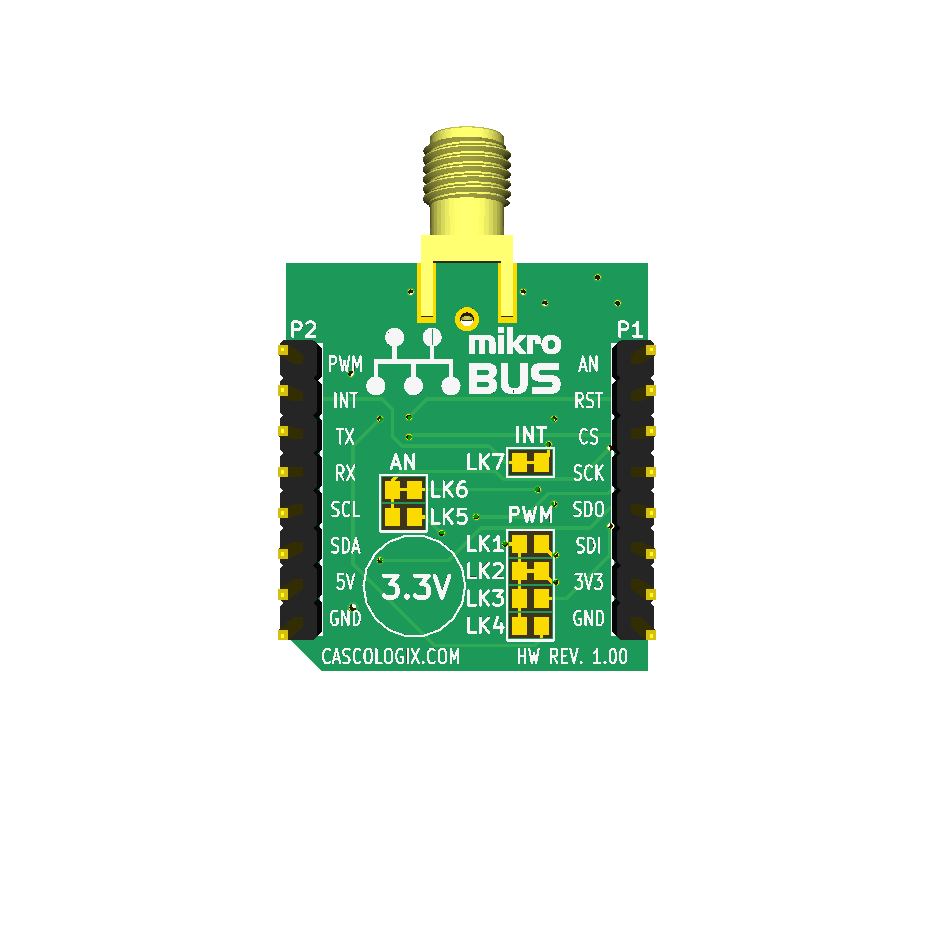 P2
P1
mikro
BUS
PWM
AN
INT
RST
TX
CS
INT
LK7
RX
AN
SCK
LK6
SCL
LK5
PWM
SDO
SDA
LK1
SDI
LK2
5V
3.3V
3V3
LK3
GND
LK4
GND
CASCOLOGIX.COM
HW REV. 1.00